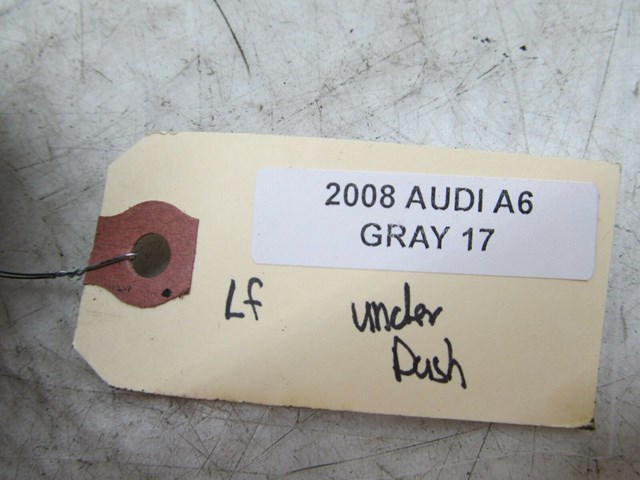 2008 AUDI A6
GRAY 17
Lf under
Dash